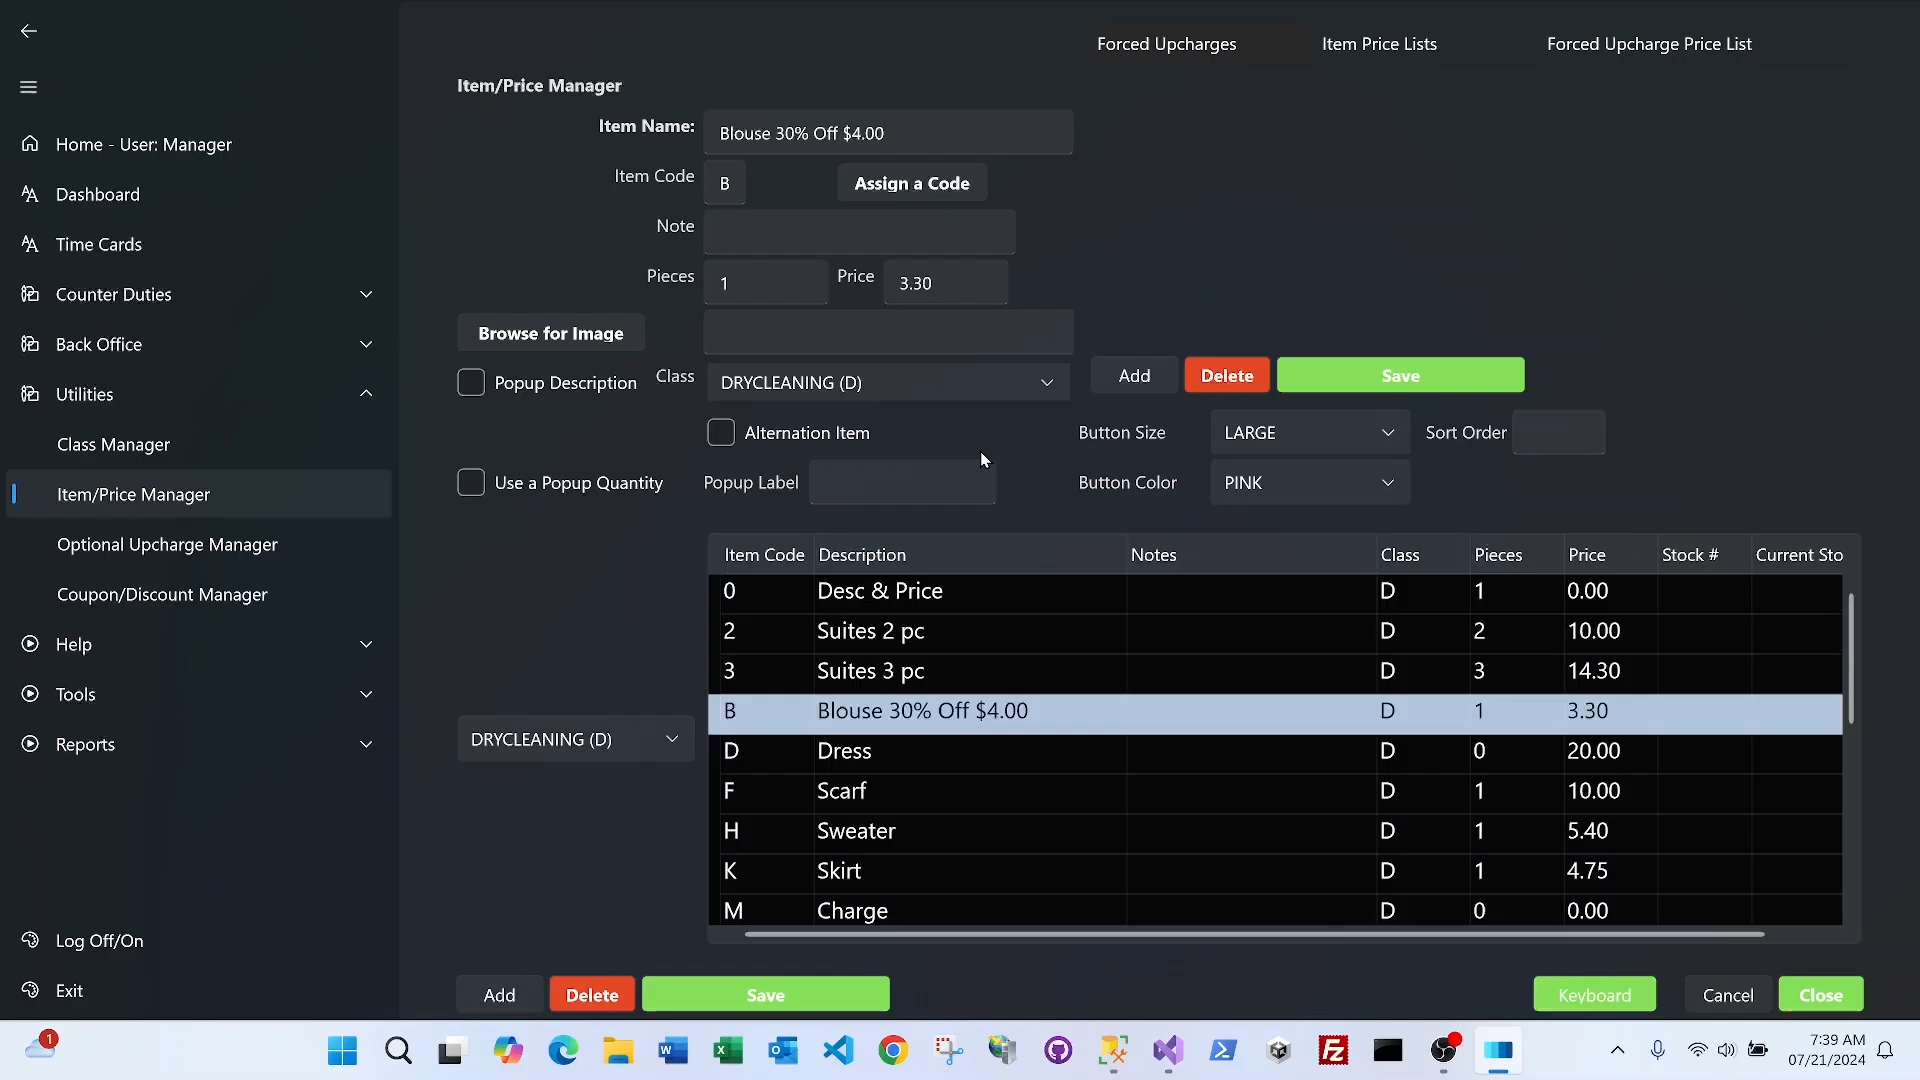 Forced Upcharges Item Price Lists Forced Upcharge Price List
Item/Price Manager
Item Name: Blouse 30% Off $4.00
Item Code B Assign a Code
Note
Pieces 1 Price 3.30
Browse for Image
Popup Description Class DRYCLEANING (D) Add Delete Save
Alternation Item Button Size LARGE Sort Order
Use a Popup Quantity Popup Label Button Color PINK
Home - User: Manager
Dashboard
Time Cards
Counter Duties
Back Office
Utilities
Class Manager
Item/Price Manager
Optional Upcharge Manager
Coupon/Discount Manager
Help
Tools
Reports
Log Off/On
Exit
DRYCLEANING (D)
Item Code Description Notes Class Pieces Price Stock # Current Sto
0 Desc & Price D 1 0.00
2 Suites 2 pc D 2 10.00
3 Suites 3 pc D 3 14.30
B Blouse 30% Off $4.00 D 1 3.30
D Dress D 0 20.00
F Scarf D 1 10.00
H Sweater D 1 5.40
K Skirt D 1 4.75
M Charge D 0 0.00
Add Delete Save Keyboard Cancel Close
1
7:39 AM
07/21/2024